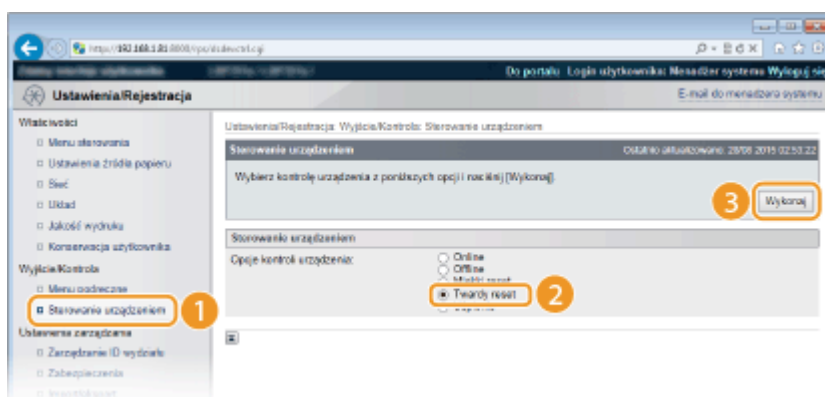 Do portalu Login użytkownika: Menadżer systemu Wyloguj się
Ustawienia/Rejestracja
E-mail do menadżera systemu
Właściwości
Menu sterowania
Ustawienia źródła papieru
Sieć
Układ
Jakość wydruku
Konserwacja użytkownika
Wyjście/Kontrola
Menu podręczne
Sterowanie urządzeniem
1
Ustawienia zarządzania
Zarządzanie ID wydziału
Zabezpieczenia
Ustawienia/Rejestracja: Wyjście/Kontrola: Sterowanie urządzeniem
Sterowanie urządzeniem
Ostatnio aktualizowano: 28/08 2015 02:53:22
Wybierz kontrolę urządzenia z poniższych opcji i naciśnij [Wykonaj].
3
Wykonaj
Sterowanie urządzeniem
Opcje kontroli urządzenia:
Online
Offline
Miękki reset
Twardy reset
2